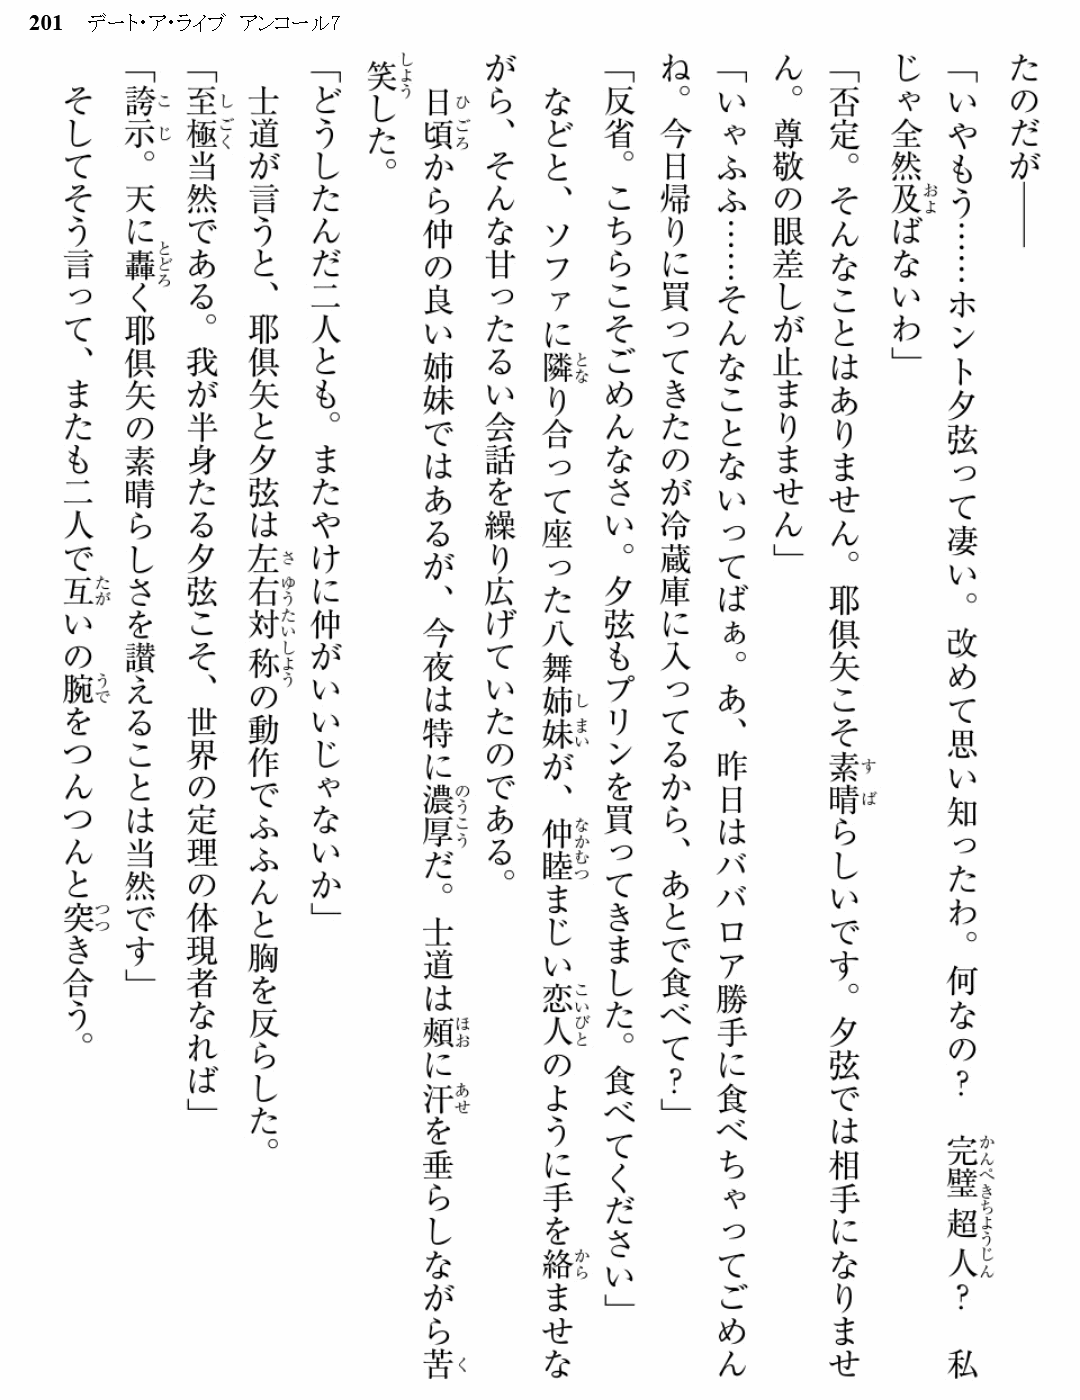 201 デート・ア・ライブ アンコール7
たのだが――
「いやもう……ホント夕弦って凄い。改めて思い知ったわ。何なの？　完璧超人？　私
じゃ全然及ばないわ」
「否定。そんなことはありません。耶倶矢こそ素晴らしいです。夕弦では相手になりませ
ん。尊敬の眼差しが止まりません」
「いゃふふ……そんなことないってばぁ。あ、昨日はババロア勝手に食べちゃってごめん
ね。今日帰りに買ってきたのが冷蔵庫に入ってるから、あとで食べて？」
「反省。こちらこそごめんなさい。夕弦もプリンを買ってきました。食べてください」
　などと、ソファに隣り合って座った八舞姉妹が、仲睦まじい恋人のように手を絡ませな
がら、そんな甘ったるい会話を繰り広げていたのである。
　日頃から仲の良い姉妹ではあるが、今夜は特に濃厚だ。士道は頰に汗を垂らしながら苦
笑した。
「どうしたんだ二人とも。またやけに仲がいいじゃないか」
　士道が言うと、耶倶矢と夕弦は左右対称の動作でふふんと胸を反らした。
「至極当然である。我が半身たる夕弦こそ、世界の定理の体現者なれば」
「誇示。天に轟く耶倶矢の素晴らしさを讃えることは当然です」
　そしてそう言って、またも二人で互いの腕をつんつんと突き合う。